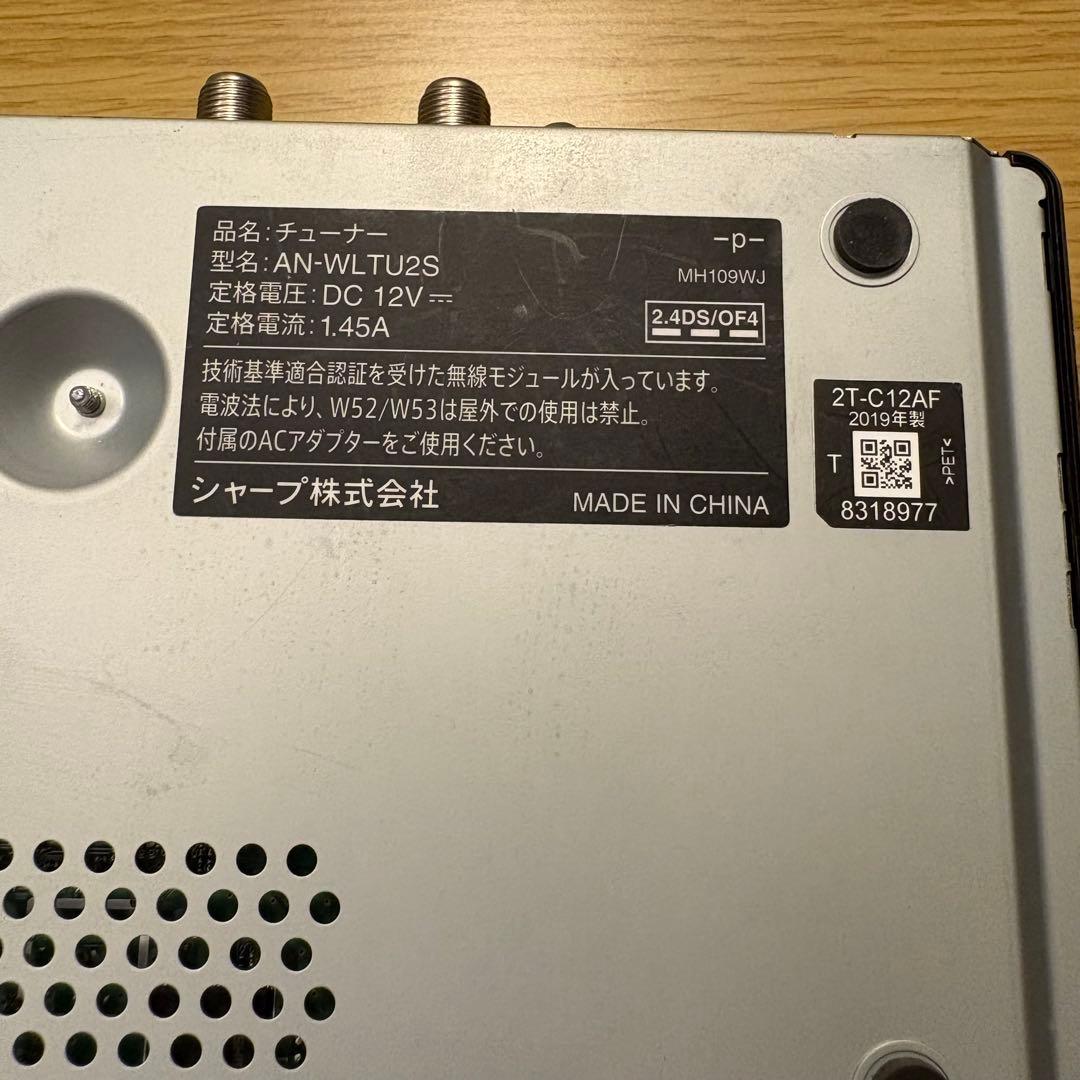 品名:チューナー
型名:AN-WLTU2S
定格電圧:DC 12V⎓
定格電流:1.45A
-p-
MH109WJ
2.4DS/OF4
技術基準適合認証を受けた無線モジュールが入っています。
電波法により、W52/W53は屋外での使用は禁止。
付属のACアダプターをご使用ください。
シャープ株式会社
MADE IN CHINA
2T-C12AF
2019年製
T
>PET<
8318977